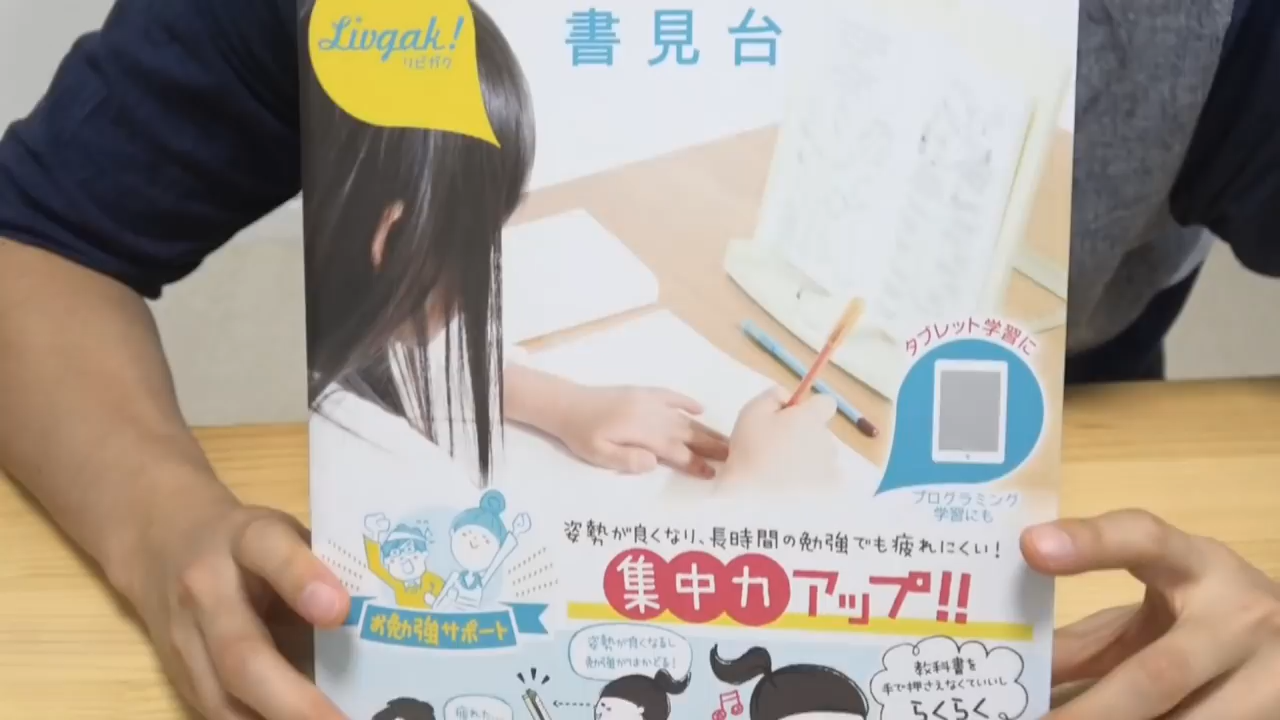 Livgak!
リビガク
書見台
タブレット学習に
プログラミング
学習にも
姿勢が良くなり、長時間の勉強でも疲れにくい!
集中力アップ!!
お勉強サポート
姿勢が良くなるし
勉強がはかどる!
教科書を
手で押さえなくていいし
らくらく
疲れた